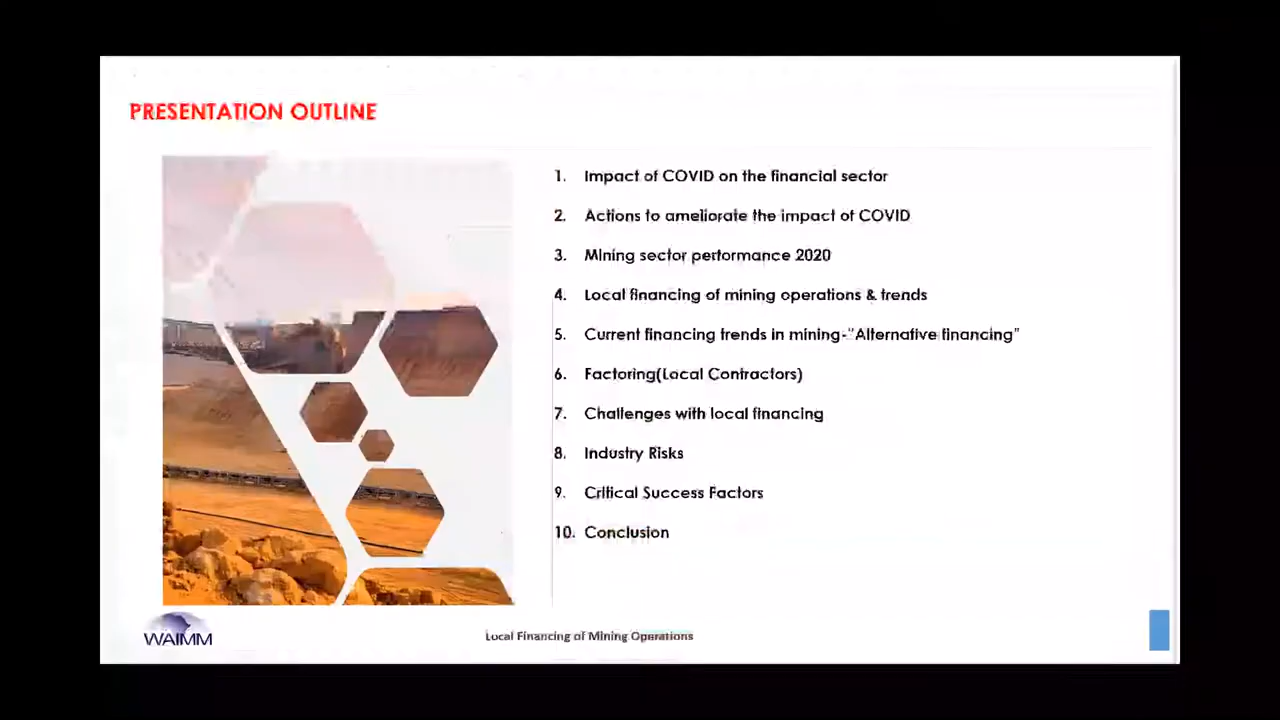 PRESENTATION OUTLINE
1. Impact of COVID on the financial sector
2. Actions to ameliorate the impact of COVID
3. Mining sector performance 2020
4. Local financing of mining operations & trends
5. Current financing trends in mining-"Alternative financing"
6. Factoring(Local Contractors)
7. Challenges with local financing
8. Industry Risks
9. Critical Success Factors
10. Conclusion
WAIMM
Local Financing of Mining Operations